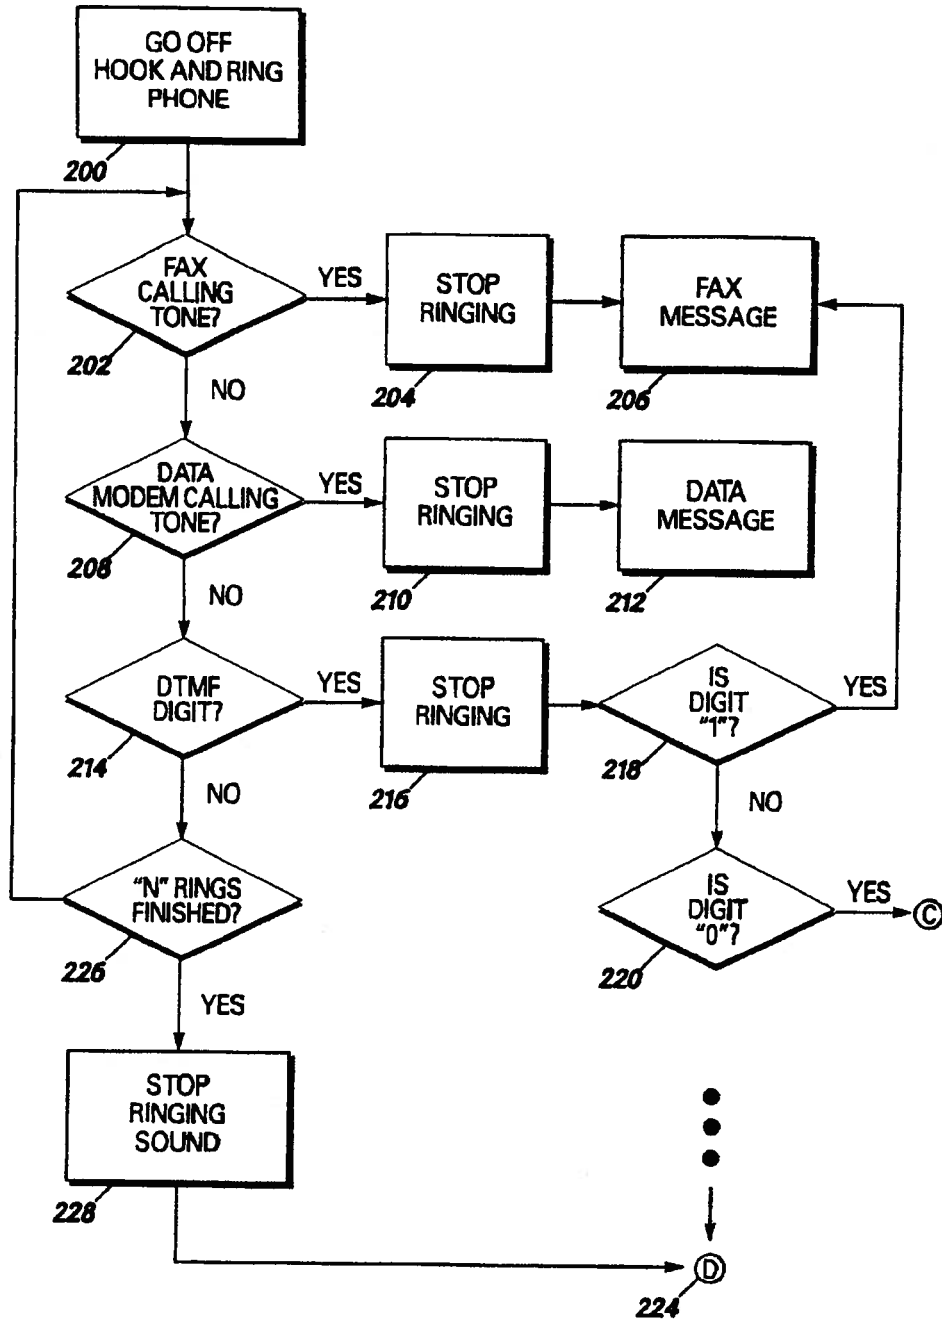 GO OFF
HOOK AND RING
PHONE
200
FAX
CALLING
TONE?
202
YES
STOP
RINGING
204
FAX
MESSAGE
206
NO
DATA
MODEM CALLING
TONE?
208
YES
STOP
RINGING
210
DATA
MESSAGE
212
NO
DTMF
DIGIT?
214
YES
STOP
RINGING
216
IS
DIGIT
"1"?
218
YES
NO
NO
"N" RINGS
FINISHED?
226
IS
DIGIT
"0"?
220
YES
C
YES
STOP
RINGING
SOUND
228
D
224